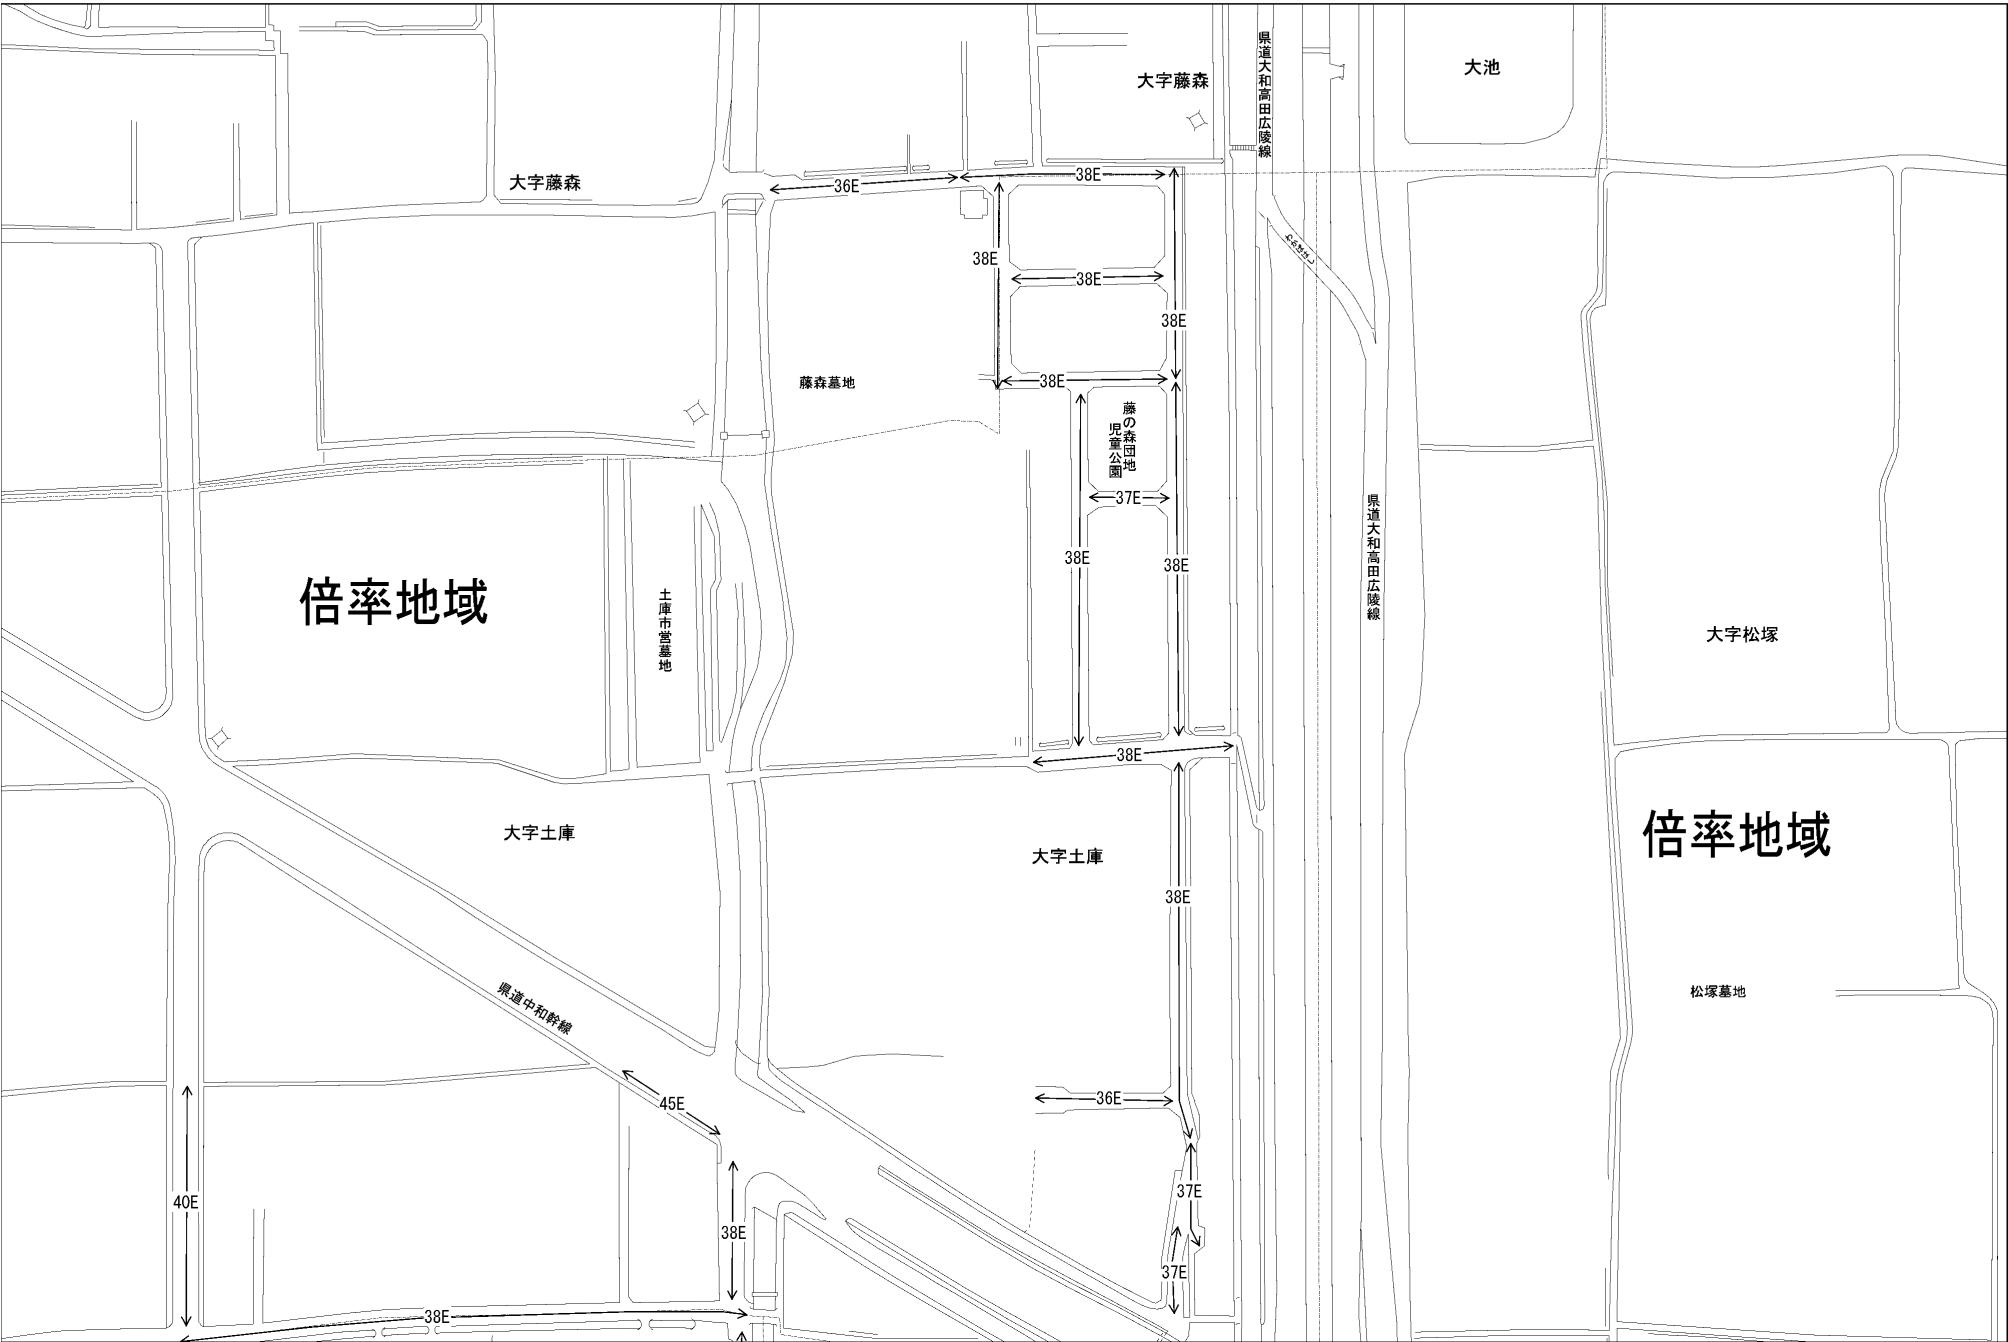 県道大和高田広陵線
大池
大字藤森
大字藤森
36E
38E
38E
38E
38E
38E
藤森墓地
38E
藤の森団地
児童公園
37E
38E
38E
県道大和高田広陵線
倍率地域
土庫市営墓地
大字松塚
38E
大字土庫
大字土庫
倍率地域
38E
県道中和幹線
松塚墓地
45E
36E
40E
37E
38E
37E
38E